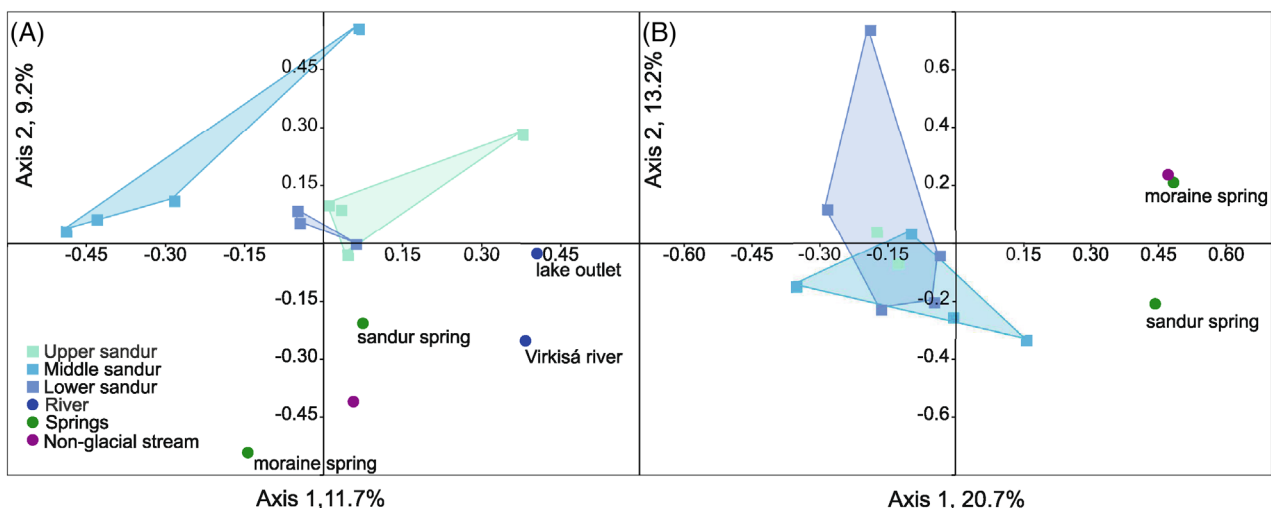 (A)
Axis 2, 9.2%
0.45
0.30
0.15
-0.45 -0.30 -0.15 0.15 0.30 0.45
-0.15
-0.30
-0.45
lake outlet
sandur spring
Virkisá river
moraine spring
Upper sandur
Middle sandur
Lower sandur
River
Springs
Non-glacial stream
Axis 1,11.7%
(B)
Axis 2, 13.2%
0.6
0.4
0.2
-0.60 -0.45 -0.30 -0.15 0.15 0.30 0.45 0.60
-0.2
-0.4
-0.6
moraine spring
sandur spring
Axis 1, 20.7%